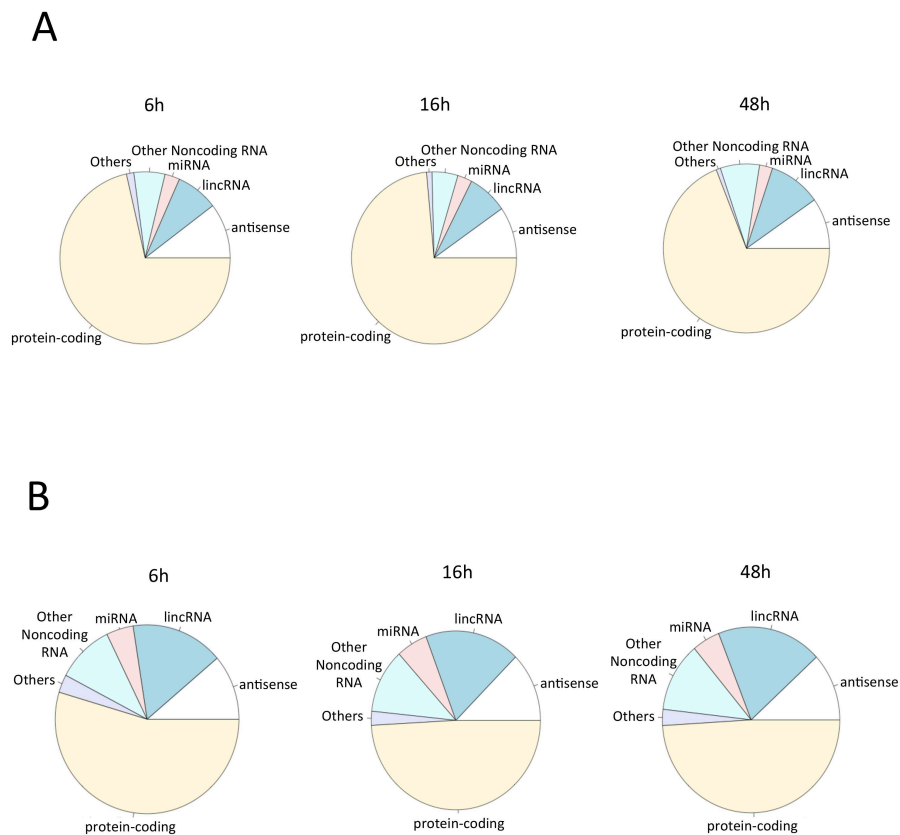 A
6h
16h
48h
Other Noncoding RNA
Others
miRNA
lincRNA
antisense
protein-coding
Other Noncoding RNA
Others
miRNA
lincRNA
antisense
protein-coding
Other Noncoding RNA
Others
miRNA
lincRNA
antisense
protein-coding
B
6h
16h
48h
Other
Noncoding
RNA
miRNA
lincRNA
Others
antisense
protein-coding
Other
Noncoding
RNA
miRNA
lincRNA
Others
antisense
protein-coding
Other
Noncoding
RNA
miRNA
lincRNA
Others
antisense
protein-coding